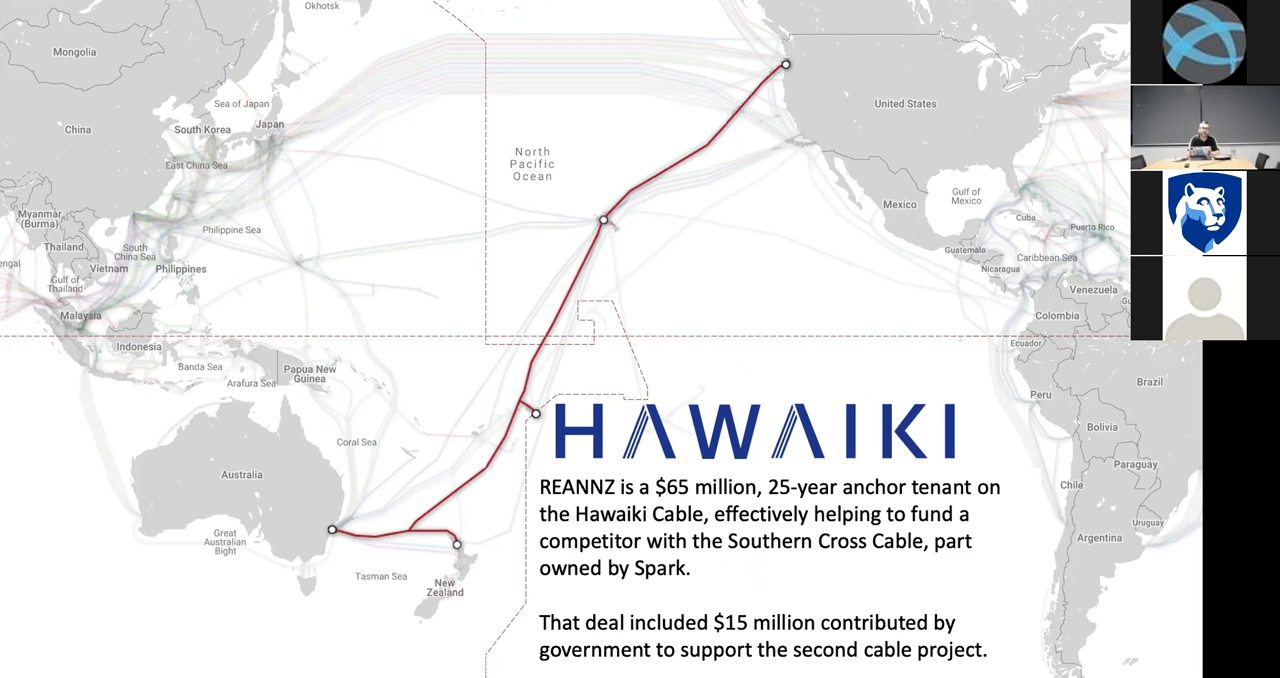 Okhotsk
Mongolia
Sea of Japan
China
South Korea
Japan
East China Sea
United States
North
Pacific
Ocean
Gulf of
Mexico
Mexico
Cuba
Puerto Rico
Myanmar
(Burma)
Philippine Sea
Thailand
South
China Sea
Guatemala
Caribbean Sea
engal
Vietnam
Philippines
Nicaragua
Gulf of
Thailand
Venezuela
Gu
Malaysia
Colombia
Indonesia
Ecuador
Banda Sea
Papua New
Guinea
Arafura Sea
Brazil
Peru
HAWAIKI
Coral Sea
Bolivia
Australia
Paraguay
REANNZ is a $65 million, 25-year anchor tenant on
the Hawaiki Cable, effectively helping to fund a
competitor with the Southern Cross Cable, part
owned by Spark.
Chile
Uruguay
Great
Australian
Bight
Argentina
Tasman Sea
New
Zealand
That deal included $15 million contributed by
government to support the second cable project.